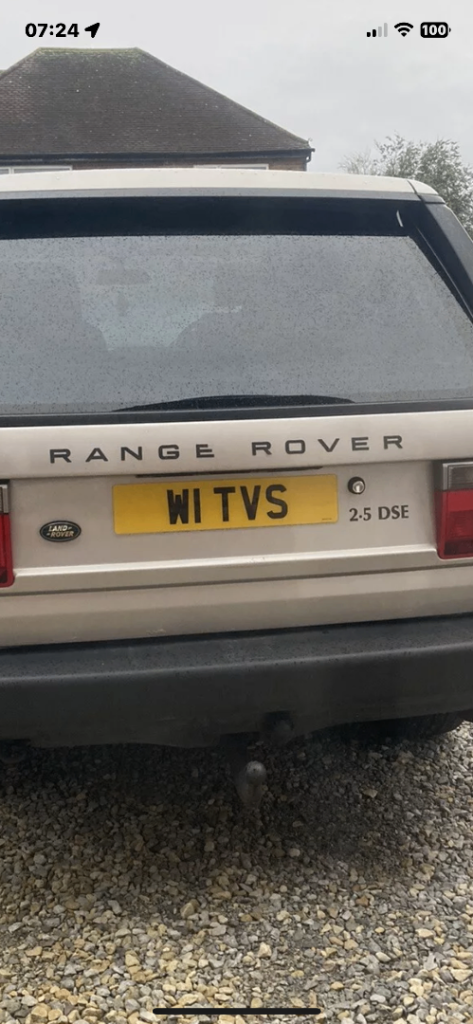 07:24
100
RANGE ROVER
W1 TVS
LAND-
-ROVER
2.5 DSE